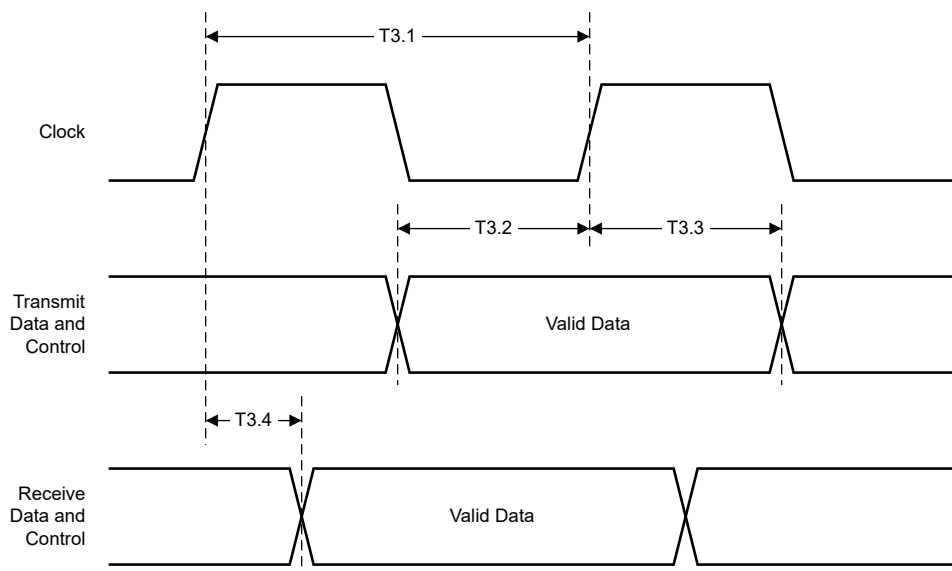 T3.1
Clock
T3.2
T3.3
Transmit
Data and
Control
Valid Data
T3.4
Receive
Data and
Control
Valid Data